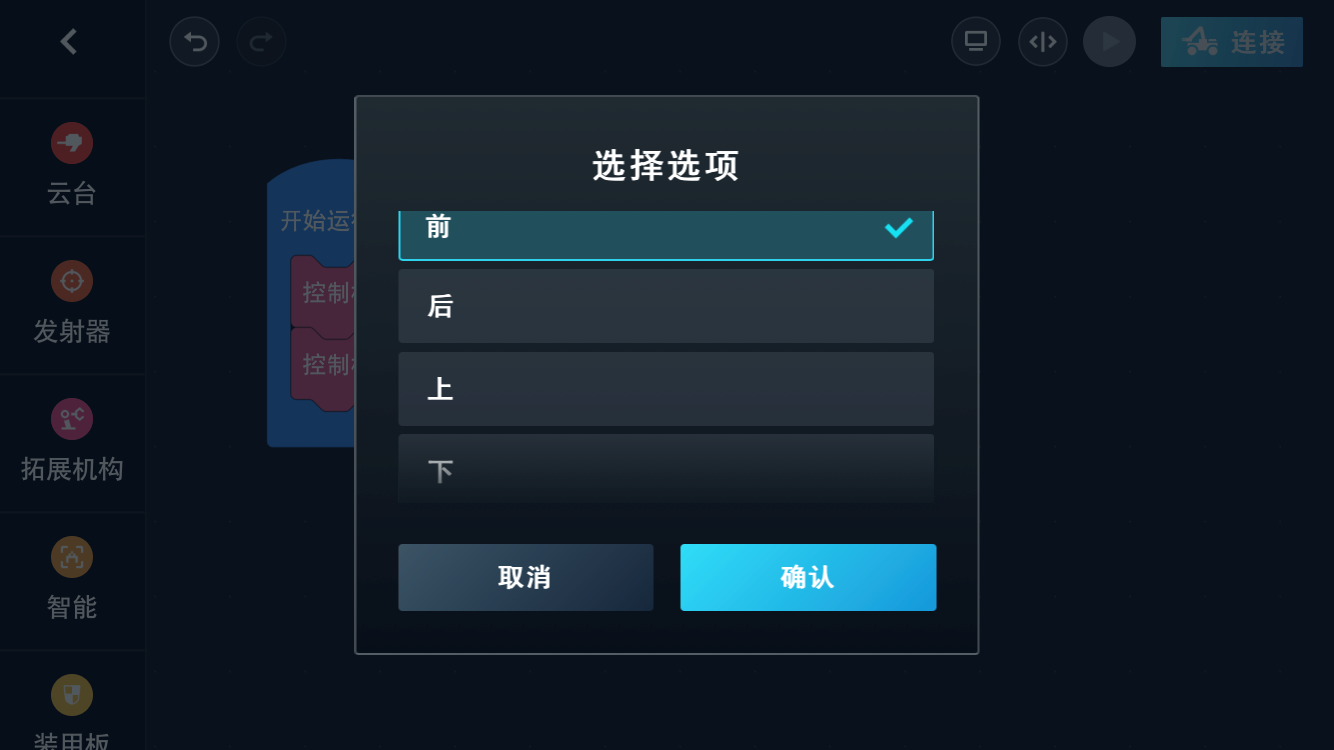 连接
云台
发射器
拓展机构
智能
装甲板
开始运
控制
控制
选择选项
前
后
上
下
取消
确认